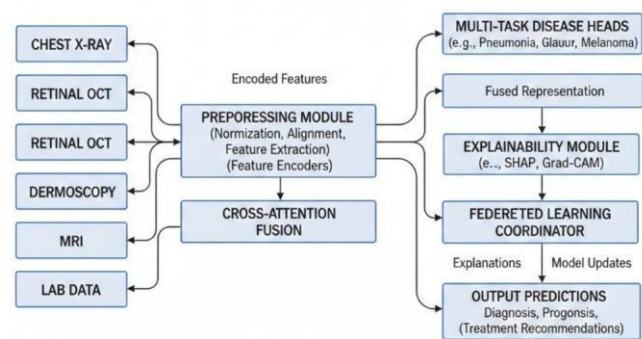 CHEST X-RAY
RETINAL OCT
RETINAL OCT
DERMOSCOPY
MRI
LAB DATA
Encoded Features
PREPORESSING MODULE
(Normization, Alignment,
Feature Extraction)
(Feature Encoders)
CROSS-ATTENTION
FUSION
MULTI-TASK DISEASE HEADS
(e.g., Pneumonia, Glauur, Melanoma)
Fused Representation
EXPLAINABILITY MODULE
(e.., SHAP, Grad-CAM)
FEDERETED LEARNING
COORDINATOR
Explanations
Model Updates
OUTPUT PREDICTIONS
Diagnosis, Progonsis,
(Treatment Recommendations)